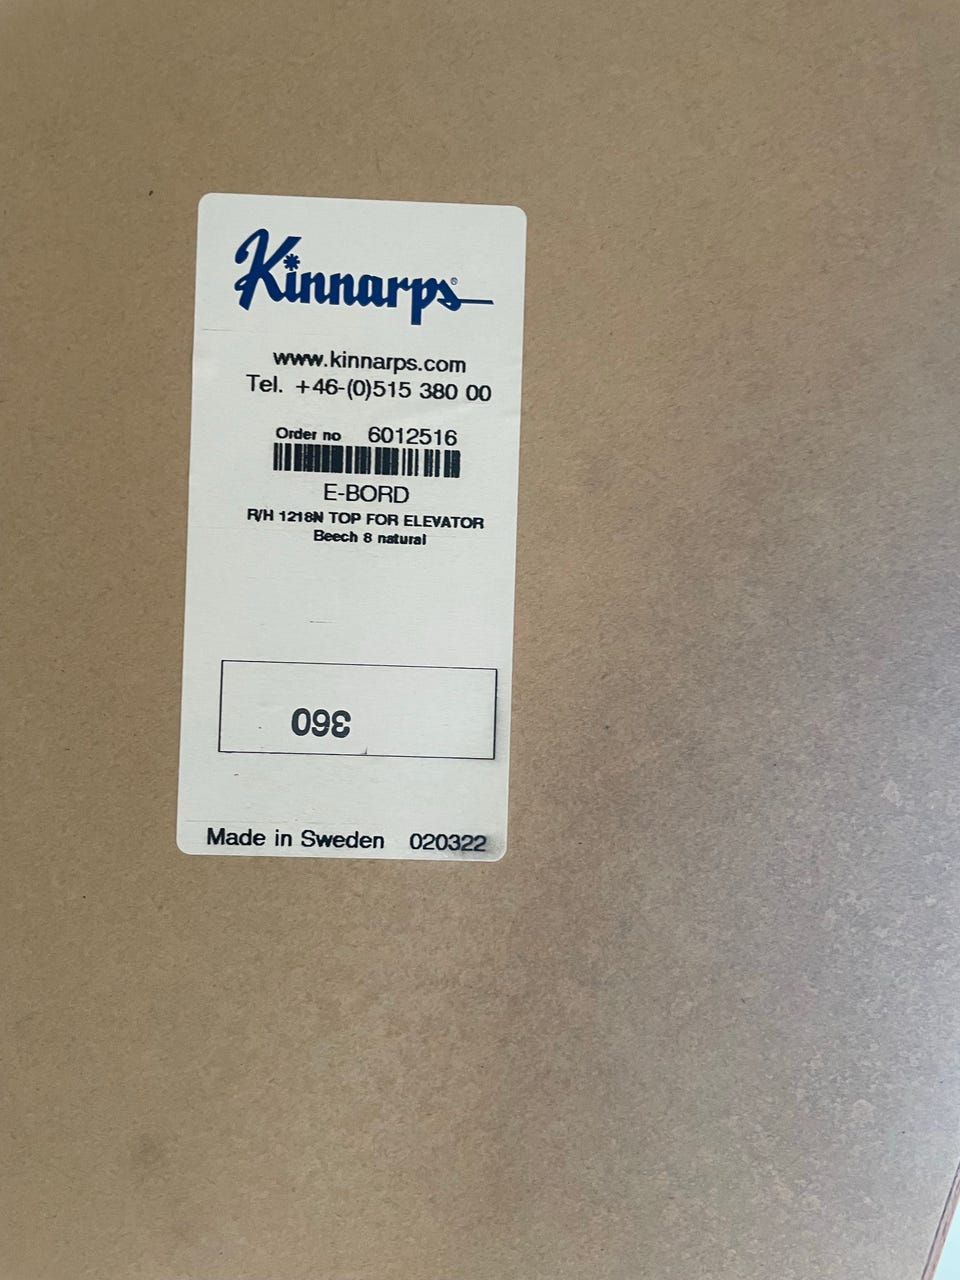 Kinnarps®
www.kinnarps.com
Tel. +46-(0)515 380 00
Order no 6012516
E-BORD
R/H 1218N TOP FOR ELEVATOR
Beech 8 natural
360
Made in Sweden 020322